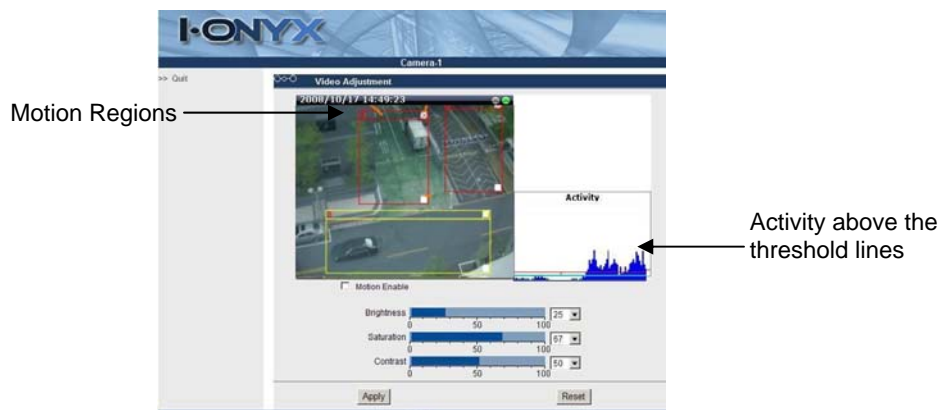 I-ONYX
Camera-1
>> Quit
Video Adjustment
Motion Regions
2008/10/17 14:49:23
Activity
Activity above the
threshold lines
Motion Enable
Brightness
0 50 100
25
Saturation
0 50 100
67
Contrast
0 50 100
50
Apply Reset